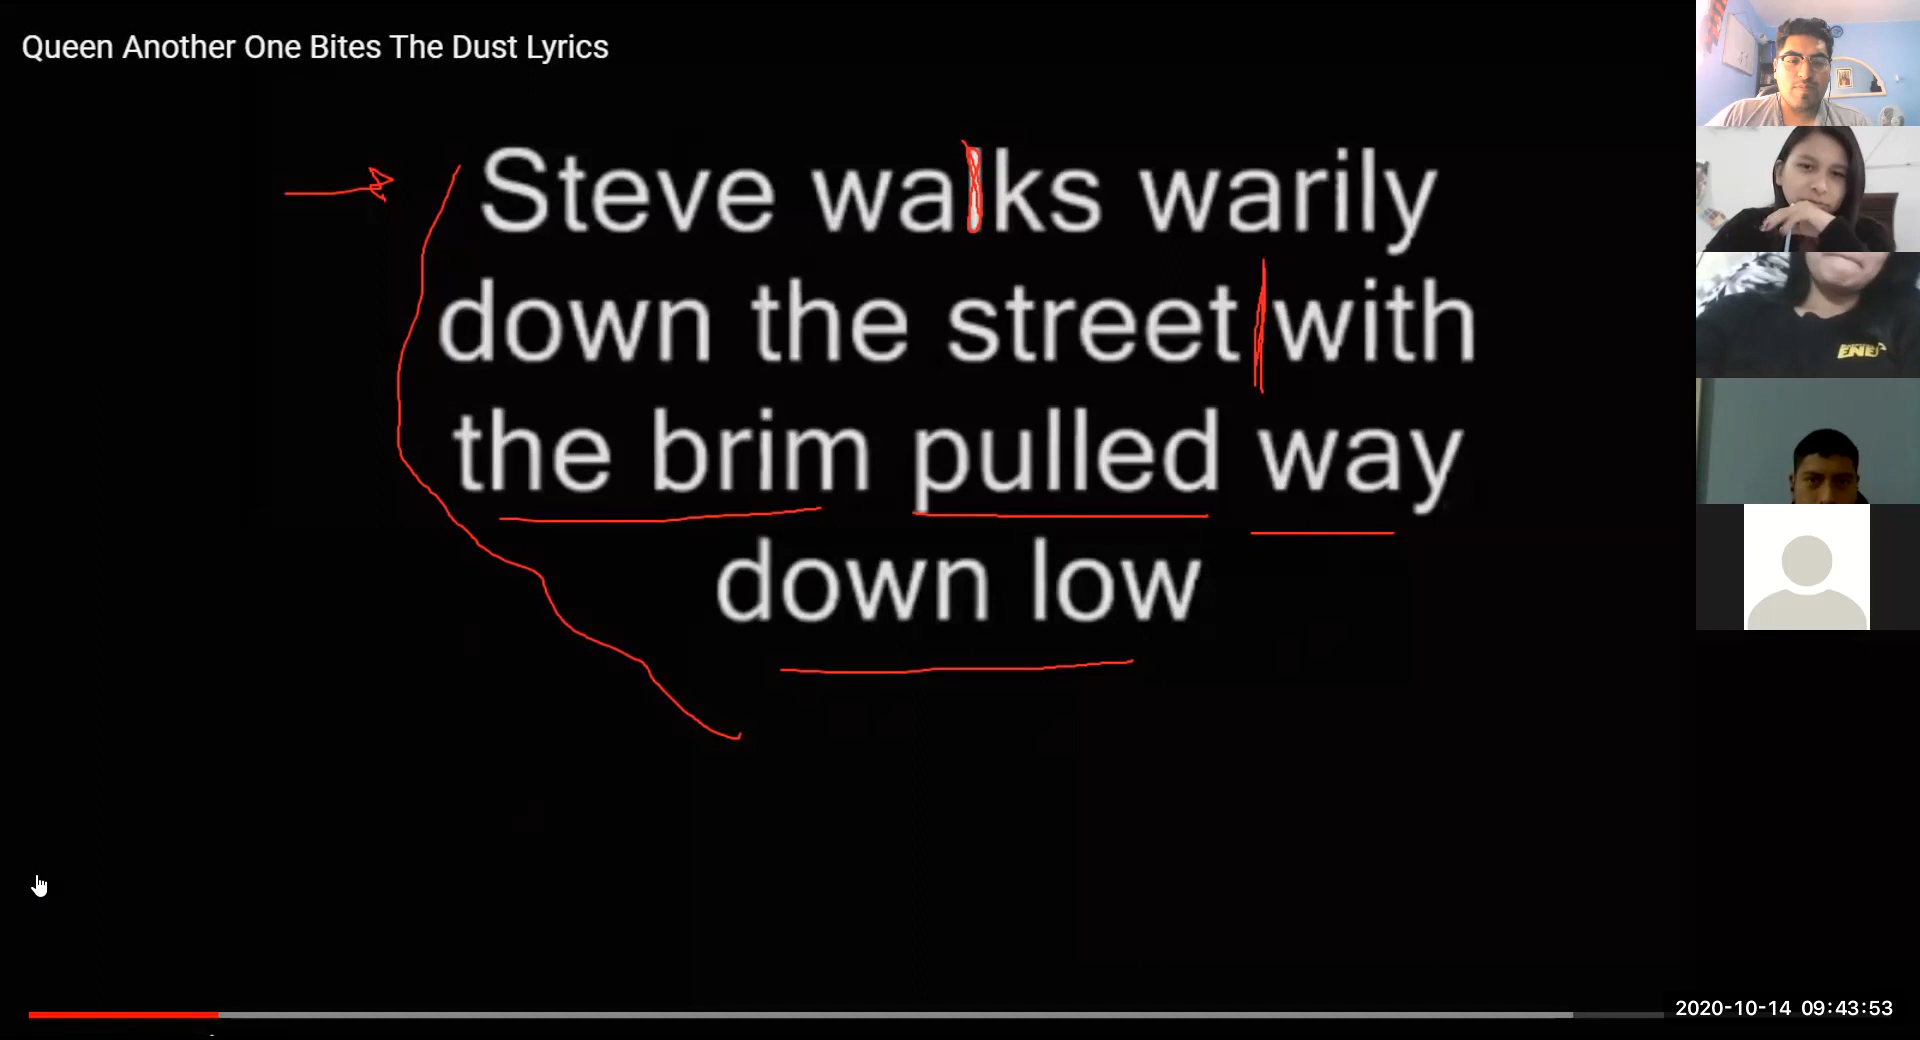 Queen Another One Bites The Dust Lyrics
Steve walks warily
down the street with
the brim pulled way
down low
2020-10-14 09:43:53